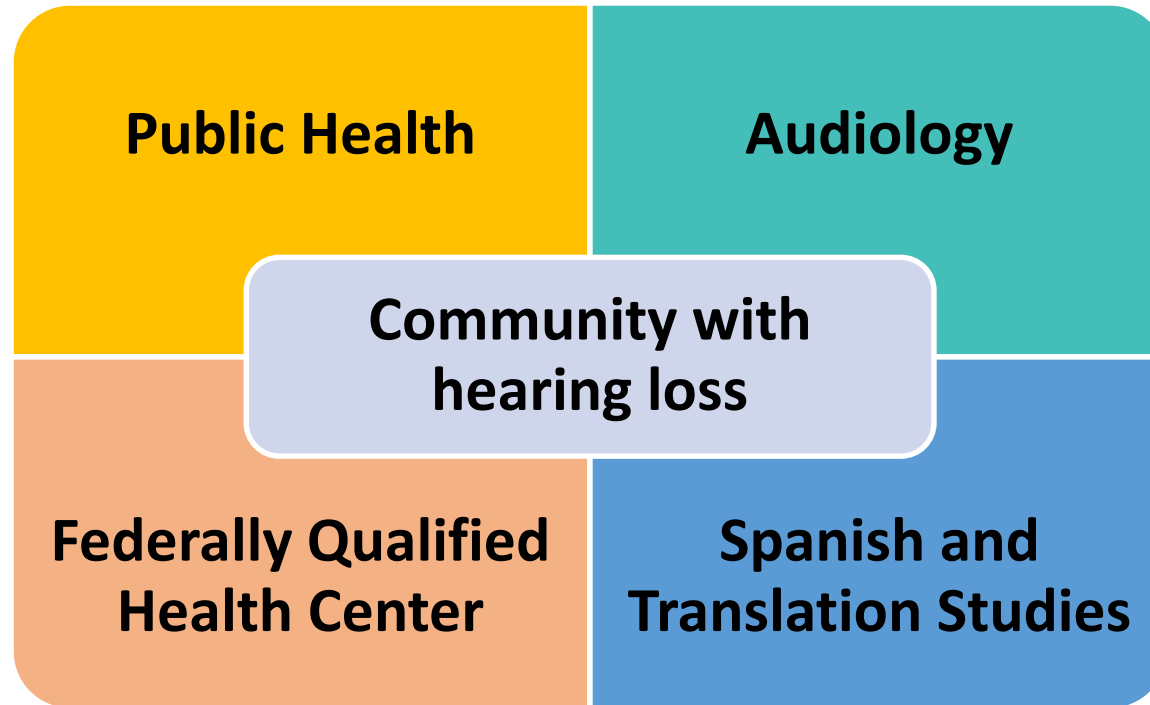 Public Health
Audiology
Community with
hearing loss
Federally Qualified
Health Center
Spanish and
Translation Studies